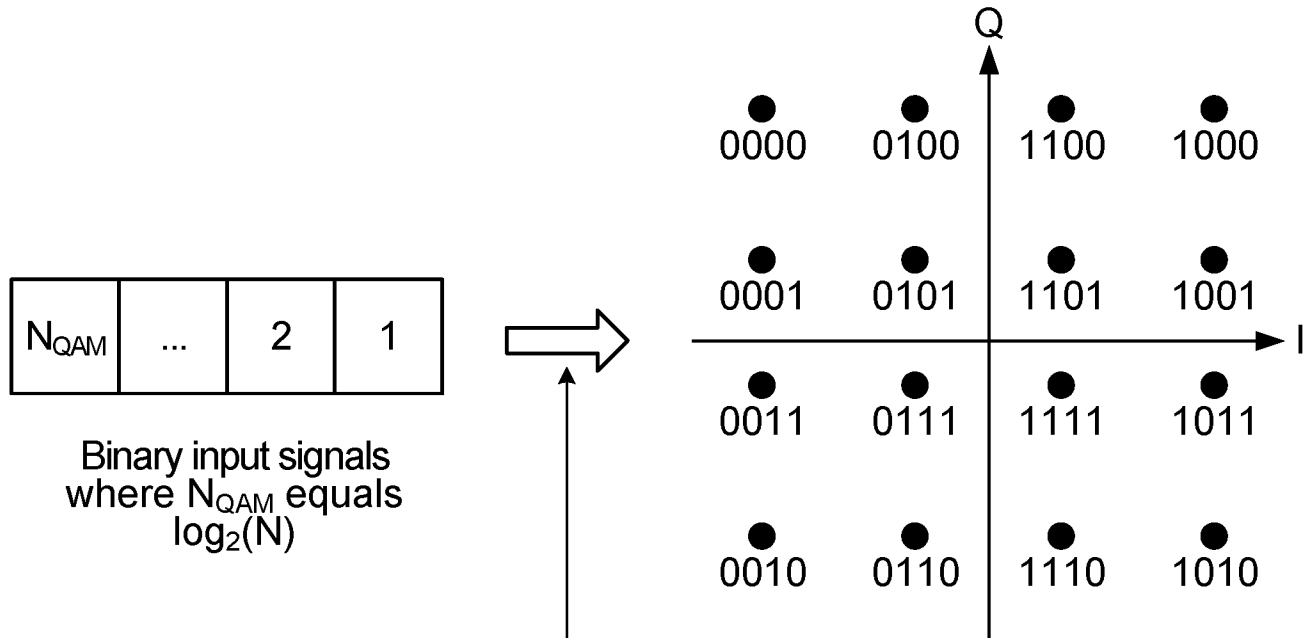 Q
0000 0100 1100 1000
0001 0101 1101 1001
N_QAM ... 2 1
I
0011 0111 1111 1011
Binary input signals
where N_QAM equals
log₂(N)
0010 0110 1110 1010